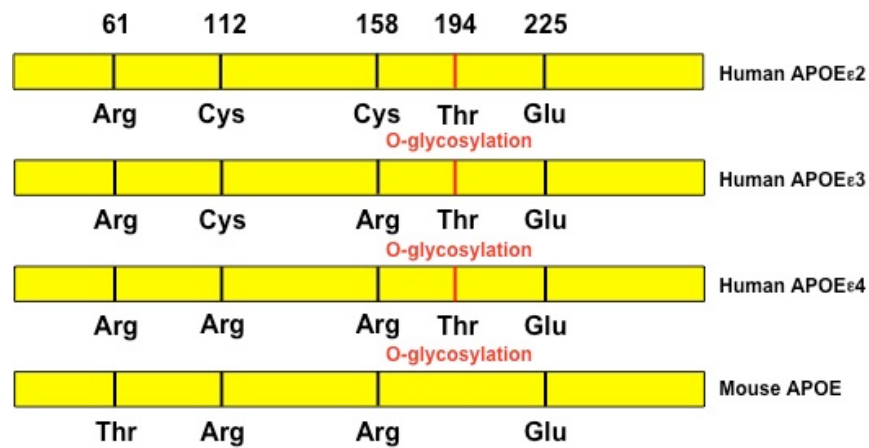 61 112 158 194 225
Human APOEε2
Arg Cys Cys Thr Glu
O-glycosylation
Human APOEε3
Arg Cys Arg Thr Glu
O-glycosylation
Human APOEε4
Arg Arg Arg Thr Glu
O-glycosylation
Mouse APOE
Thr Arg Arg Glu